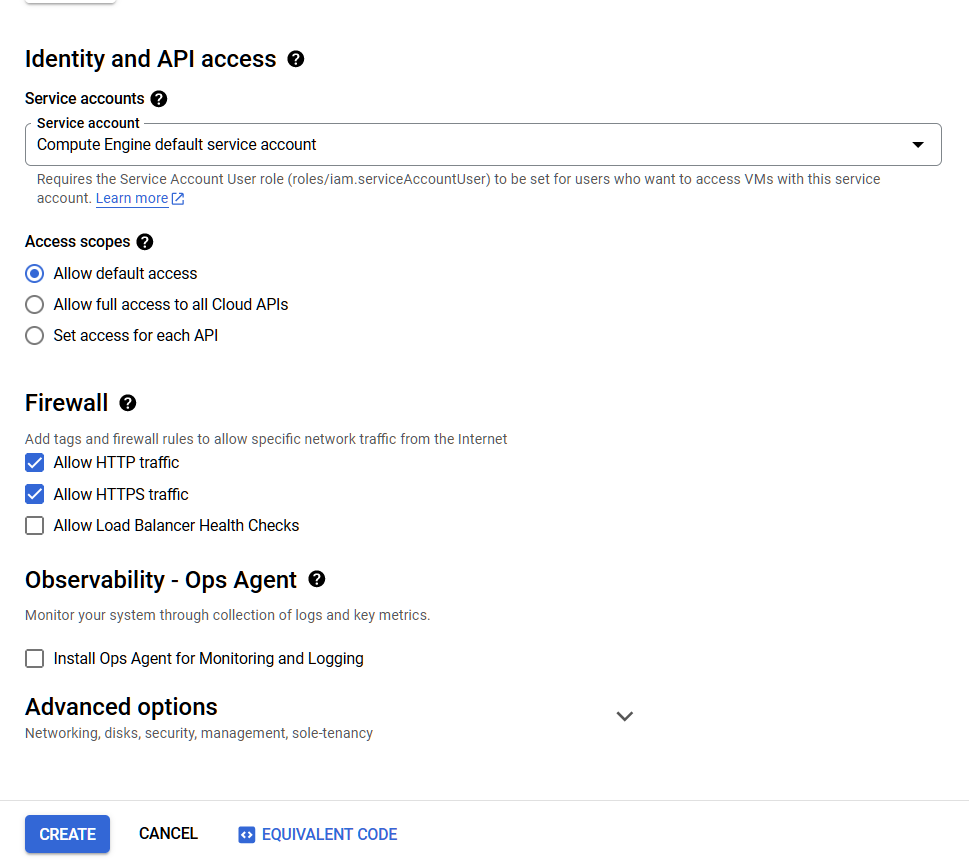 Identity and API access
Service accounts
Service account
Compute Engine default service account
Requires the Service Account User role (roles/iam.serviceAccountUser) to be set for users who want to access VMs with this service
account. Learn more
Access scopes
Allow default access
Allow full access to all Cloud APIs
Set access for each API
Firewall
Add tags and firewall rules to allow specific network traffic from the Internet
Allow HTTP traffic
Allow HTTPS traffic
Allow Load Balancer Health Checks
Observability - Ops Agent
Monitor your system through collection of logs and key metrics.
Install Ops Agent for Monitoring and Logging
Advanced options
Networking, disks, security, management, sole-tenancy
CREATE CANCEL EQUIVALENT CODE